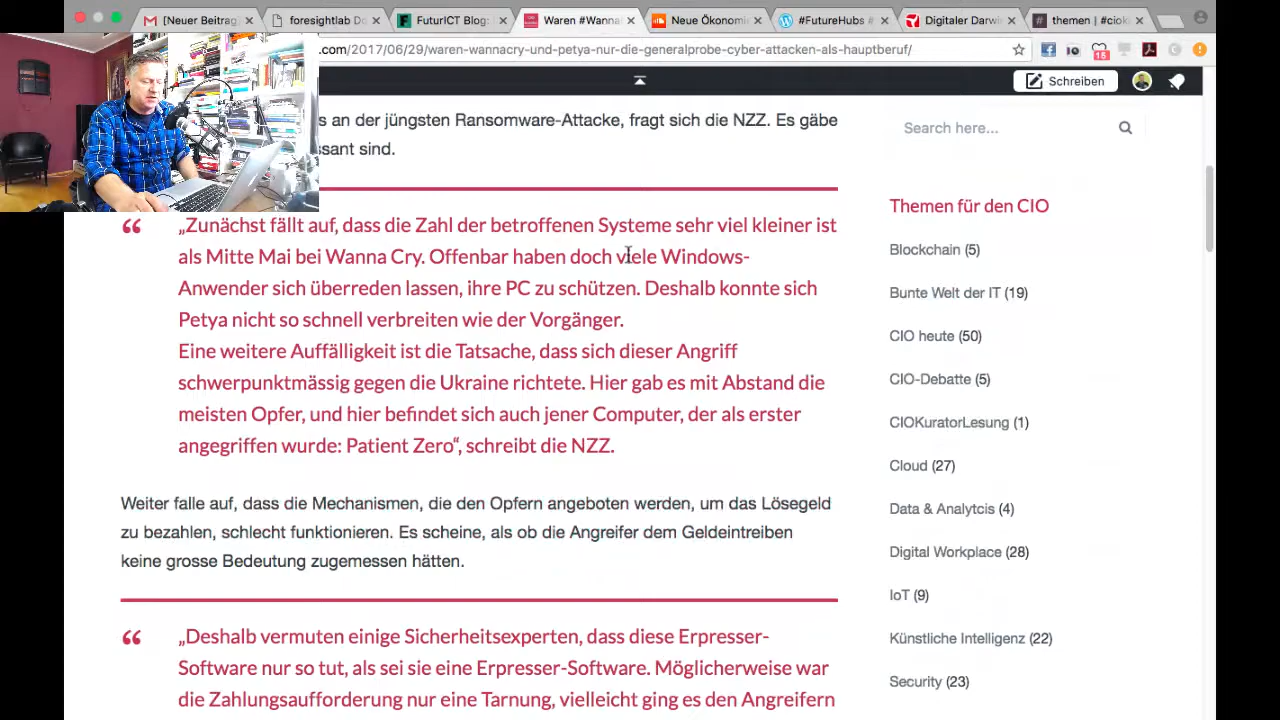 [Neuer Beitrag
foresightlab Do
FuturICT Blog:
Waren #Wanna
Neue Ökonomi
#FutureHubs #
Digitaler Darwi
themen | #ciok
.com/2017/06/29/waren-wannacry-und-petya-nur-die-generalprobe-cyber-attacken-als-hauptberuf/
15
Schreiben
s an der jüngsten Ransomware-Attacke, fragt sich die NZZ. Es gäbe
ssant sind.
Search here...
„Zunächst fällt auf, dass die Zahl der betroffenen Systeme sehr viel kleiner ist
als Mitte Mai bei Wanna Cry. Offenbar haben doch viele Windows-
Anwender sich überreden lassen, ihre PC zu schützen. Deshalb konnte sich
Petya nicht so schnell verbreiten wie der Vorgänger.
Eine weitere Auffälligkeit ist die Tatsache, dass sich dieser Angriff
schwerpunktmässig gegen die Ukraine richtete. Hier gab es mit Abstand die
meisten Opfer, und hier befindet sich auch jener Computer, der als erster
angegriffen wurde: Patient Zero“, schreibt die NZZ.
Weiter falle auf, dass die Mechanismen, die den Opfern angeboten werden, um das Lösegeld
zu bezahlen, schlecht funktionieren. Es scheine, als ob die Angreifer dem Geldeintreiben
keine grosse Bedeutung zugemessen hätten.
„Deshalb vermuten einige Sicherheitsexperten, dass diese Erpresser-
Software nur so tut, als sei sie eine Erpresser-Software. Möglicherweise war
die Zahlungsaufforderung nur eine Tarnung, vielleicht ging es den Angreifern
Themen für den CIO
Blockchain (5)
Bunte Welt der IT (19)
CIO heute (50)
CIO-Debatte (5)
CIOKuratorLesung (1)
Cloud (27)
Data & Analytcis (4)
Digital Workplace (28)
IoT (9)
Künstliche Intelligenz (22)
Security (23)